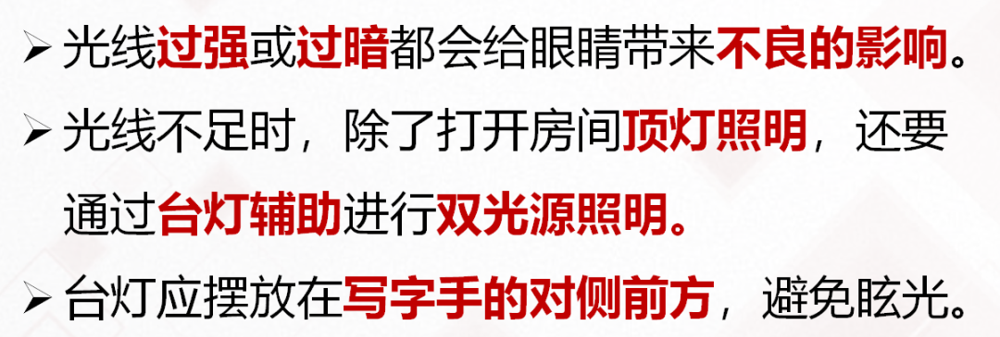 ➢ 光线过强或过暗都会给眼睛带来不良的影响。
➢ 光线不足时，除了打开房间顶灯照明，还要
通过台灯辅助进行双光源照明。
➢ 台灯应摆放在写字手的对侧前方，避免眩光。